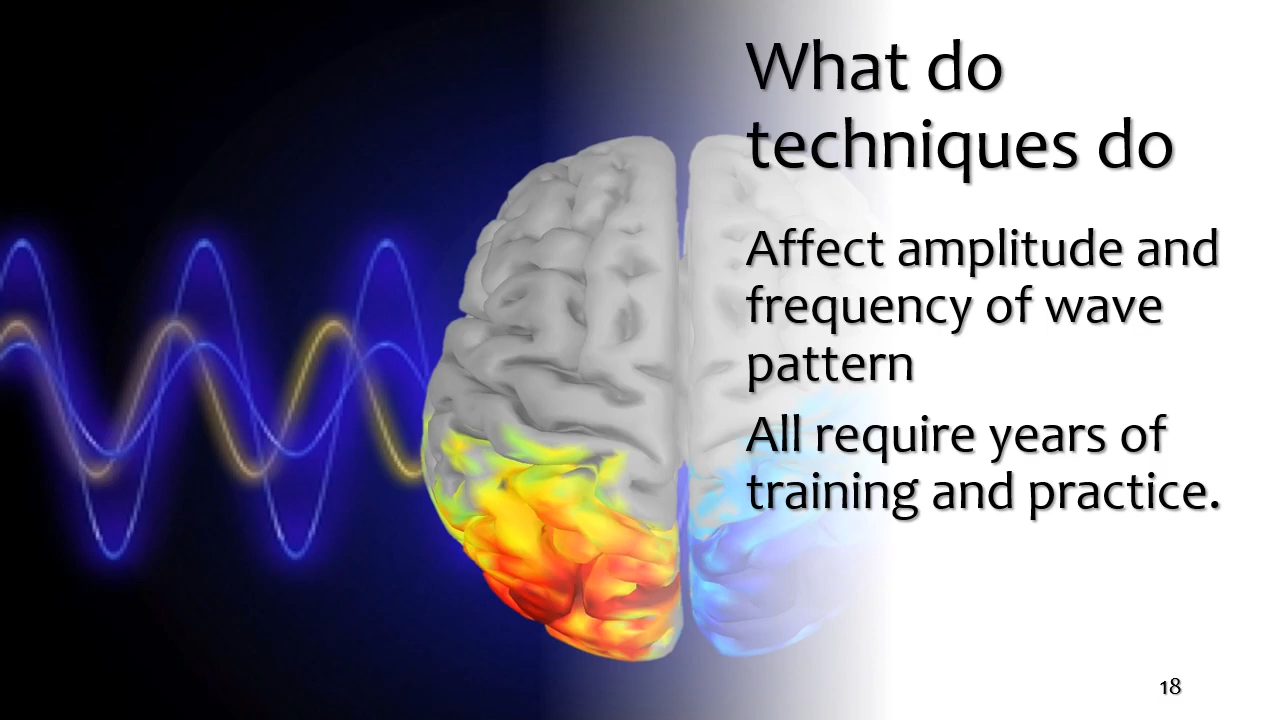 What do
techniques do
Affect amplitude and
frequency of wave
pattern
All require years of
training and practice.
18